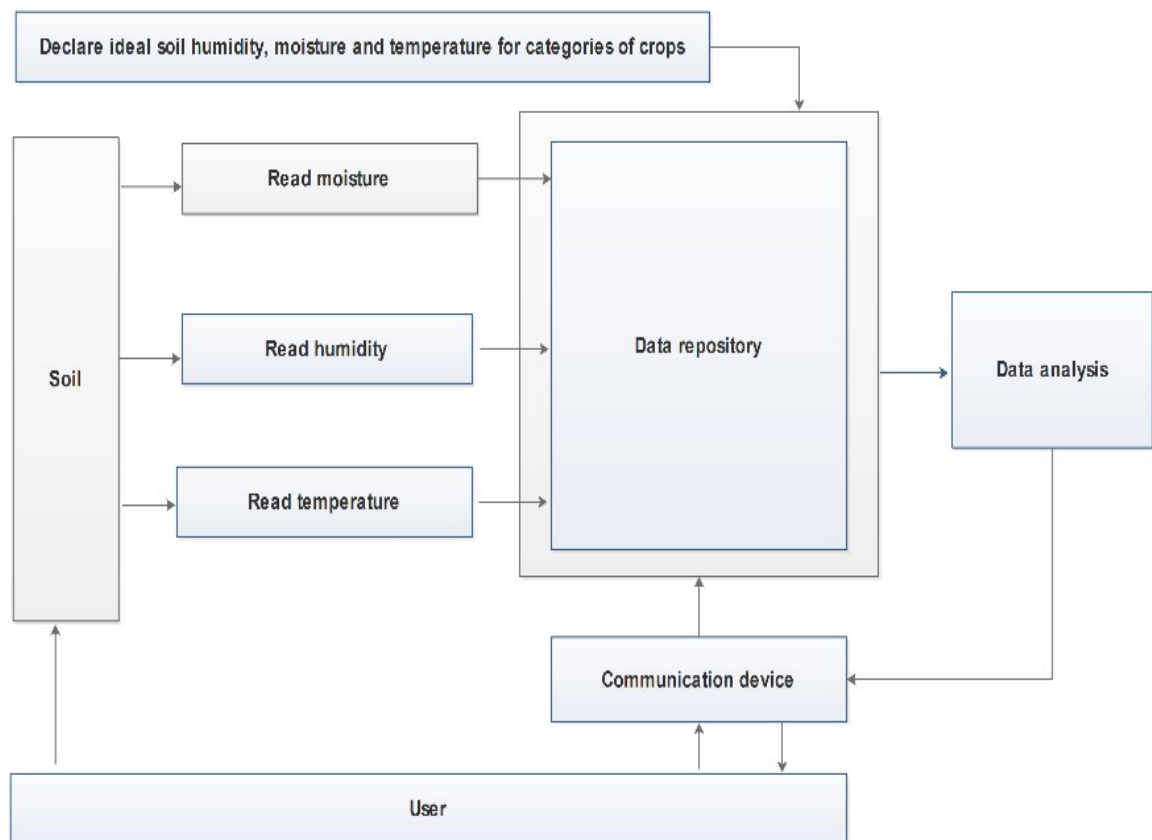 Declare ideal soil humidity, moisture and temperature for categories of crops
Read moisture
Read humidity
Data repository
Data analysis
Soil
Read temperature
Communication device
User